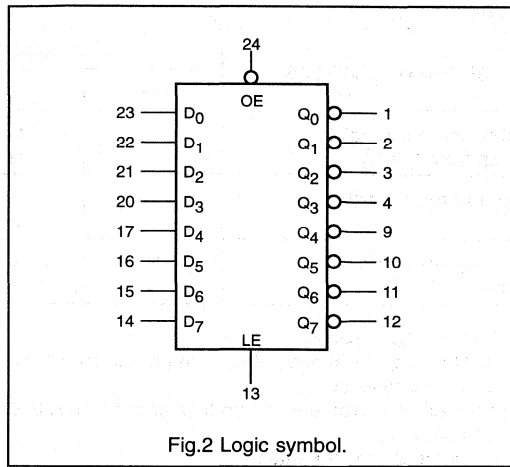 24
OE
23 D0 Q0 1
22 D1 Q1 2
21 D2 Q2 3
20 D3 Q3 4
17 D4 Q4 9
16 D5 Q5 10
15 D6 Q6 11
14 D7 Q7 12
LE
13
Fig.2 Logic symbol.